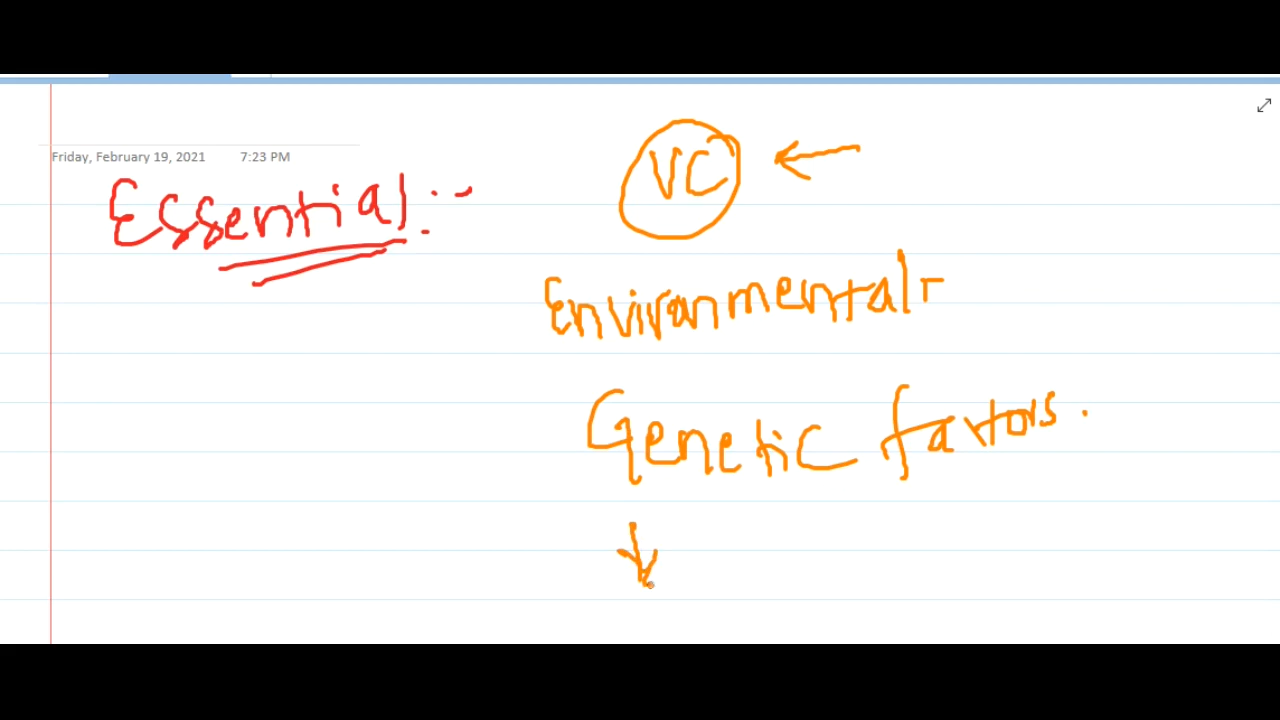 Friday, February 19, 2021 7:23 PM
Essential :-
VC
Environmental
Genetic factors.